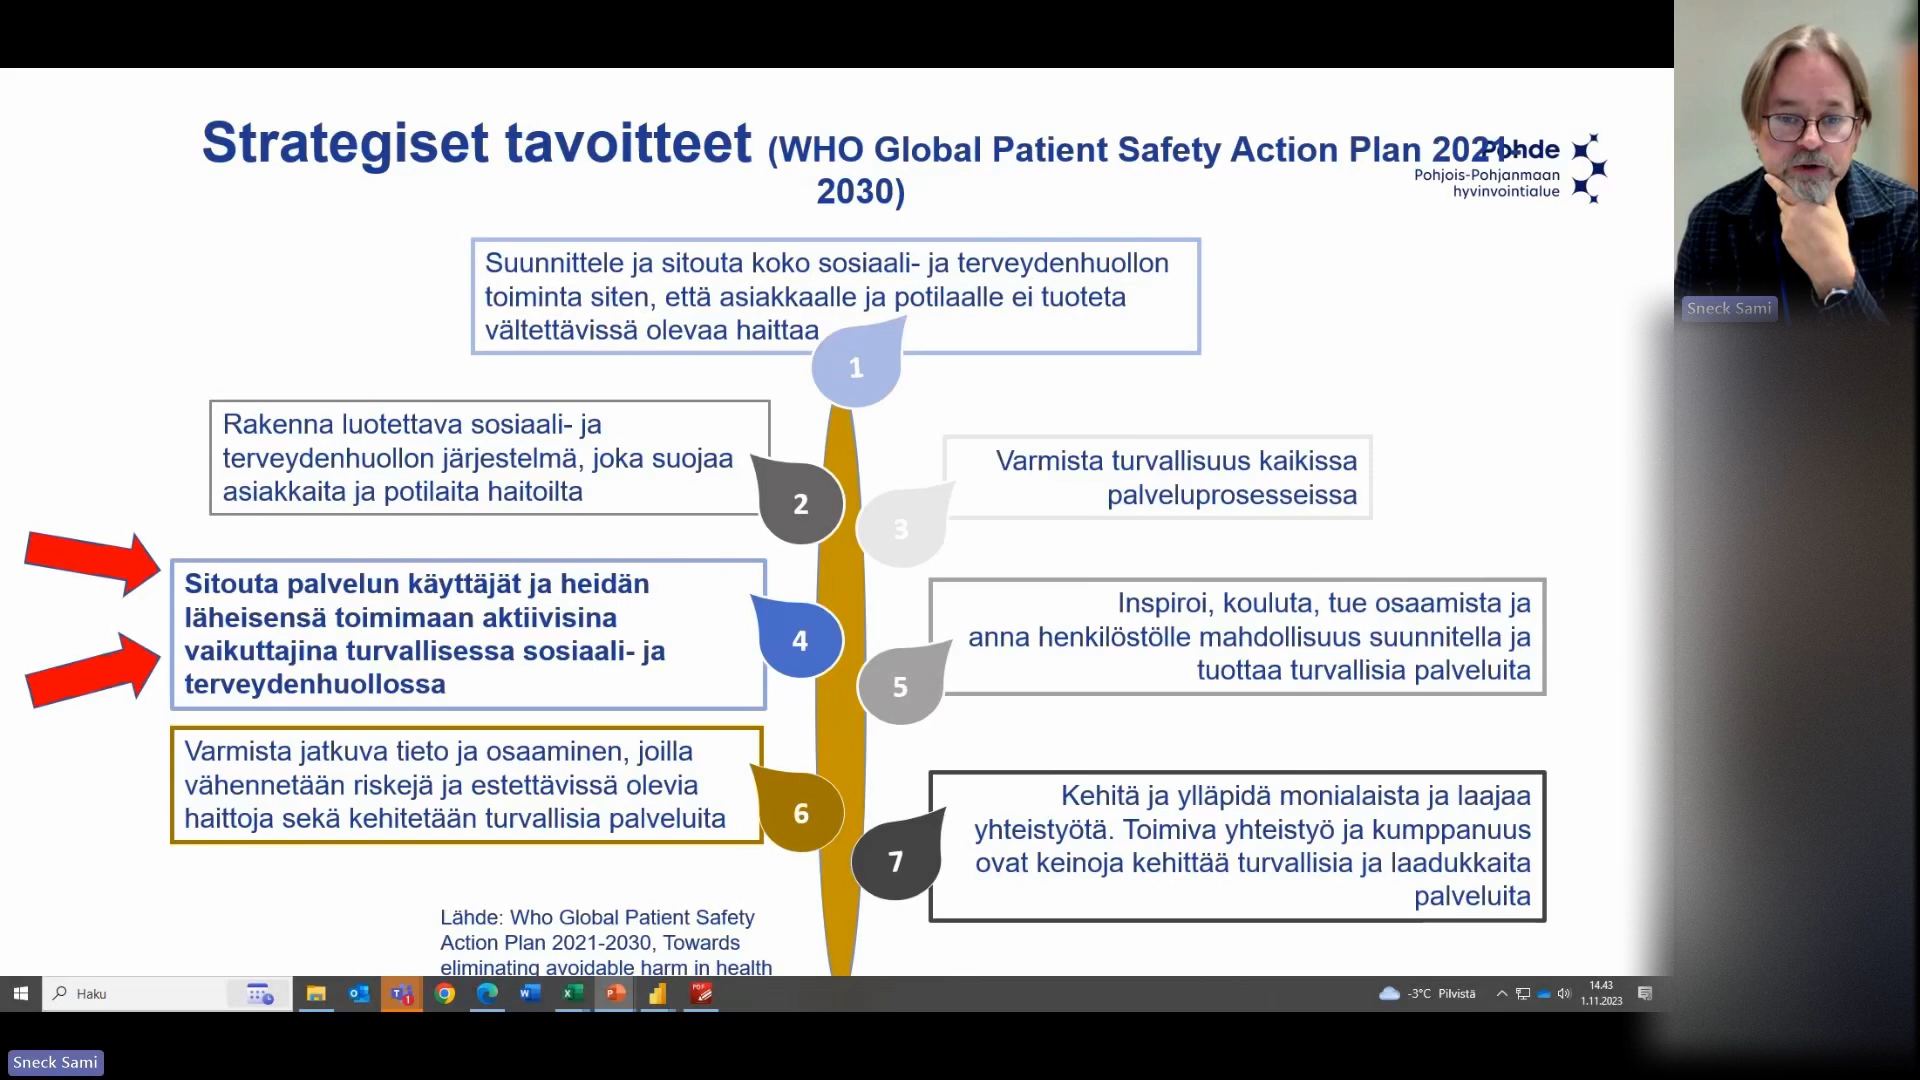 Strategiset tavoitteet (WHO Global Patient Safety Action Plan 2021-
2030)
Pohde
Pohjois-Pohjanmaan
hyvinvointialue
Suunnittele ja sitouta koko sosiaali- ja terveydenhuollon
toiminta siten, että asiakkaalle ja potilaalle ei tuoteta
vältettävissä olevaa haittaa
1
Rakenna luotettava sosiaali- ja
terveydenhuollon järjestelmä, joka suojaa
asiakkaita ja potilaita haitoilta
2
Varmista turvallisuus kaikissa
palveluprosesseissa
3
Sitouta palvelun käyttäjät ja heidän
läheisensä toimimaan aktiivisina
vaikuttajina turvallisessa sosiaali- ja
terveydenhuollossa
4
Inspiroi, kouluta, tue osaamista ja
anna henkilöstölle mahdollisuus suunnitella ja
tuottaa turvallisia palveluita
5
Varmista jatkuva tieto ja osaaminen, joilla
vähennetään riskejä ja estettävissä olevia
haittoja sekä kehitetään turvallisia palveluita
6
Kehitä ja ylläpidä monialaista ja laajaa
yhteistyötä. Toimiva yhteistyö ja kumppanuus
ovat keinoja kehittää turvallisia ja laadukkaita
palveluita
7
Lähde: Who Global Patient Safety
Action Plan 2021-2030, Towards
eliminating avoidable harm in health
Haku
-3°C Pilvistä
14.43
1.11.2023
Sneck Sami
Sneck Sami